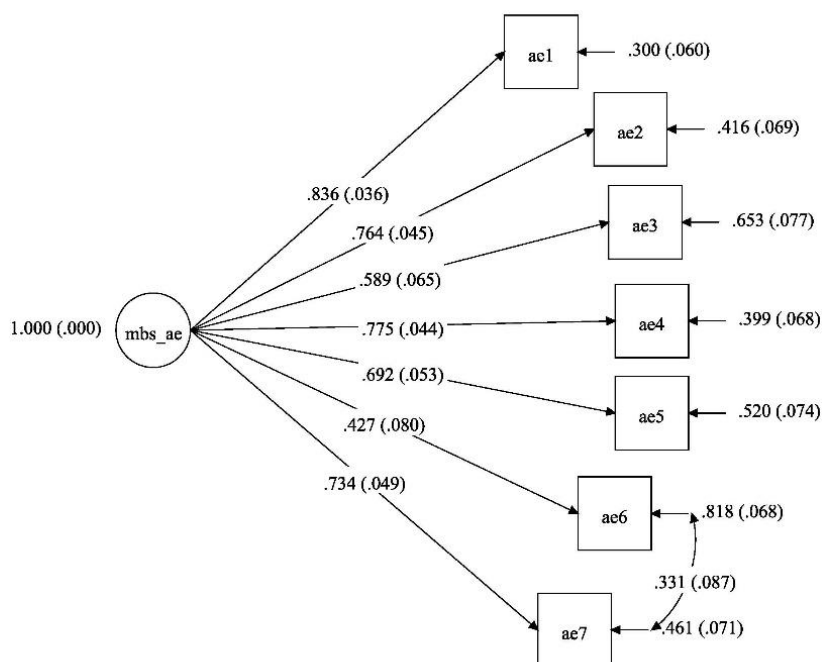 ae1
.300 (.060)
ae2
.416 (.069)
.836 (.036)
ae3
.653 (.077)
.764 (.045)
.589 (.065)
1.000 (.000)
mbs_ae
.775 (.044)
ae4
.399 (.068)
.692 (.053)
ae5
.520 (.074)
.427 (.080)
.734 (.049)
ae6
.818 (.068)
.331 (.087)
ae7
.461 (.071)